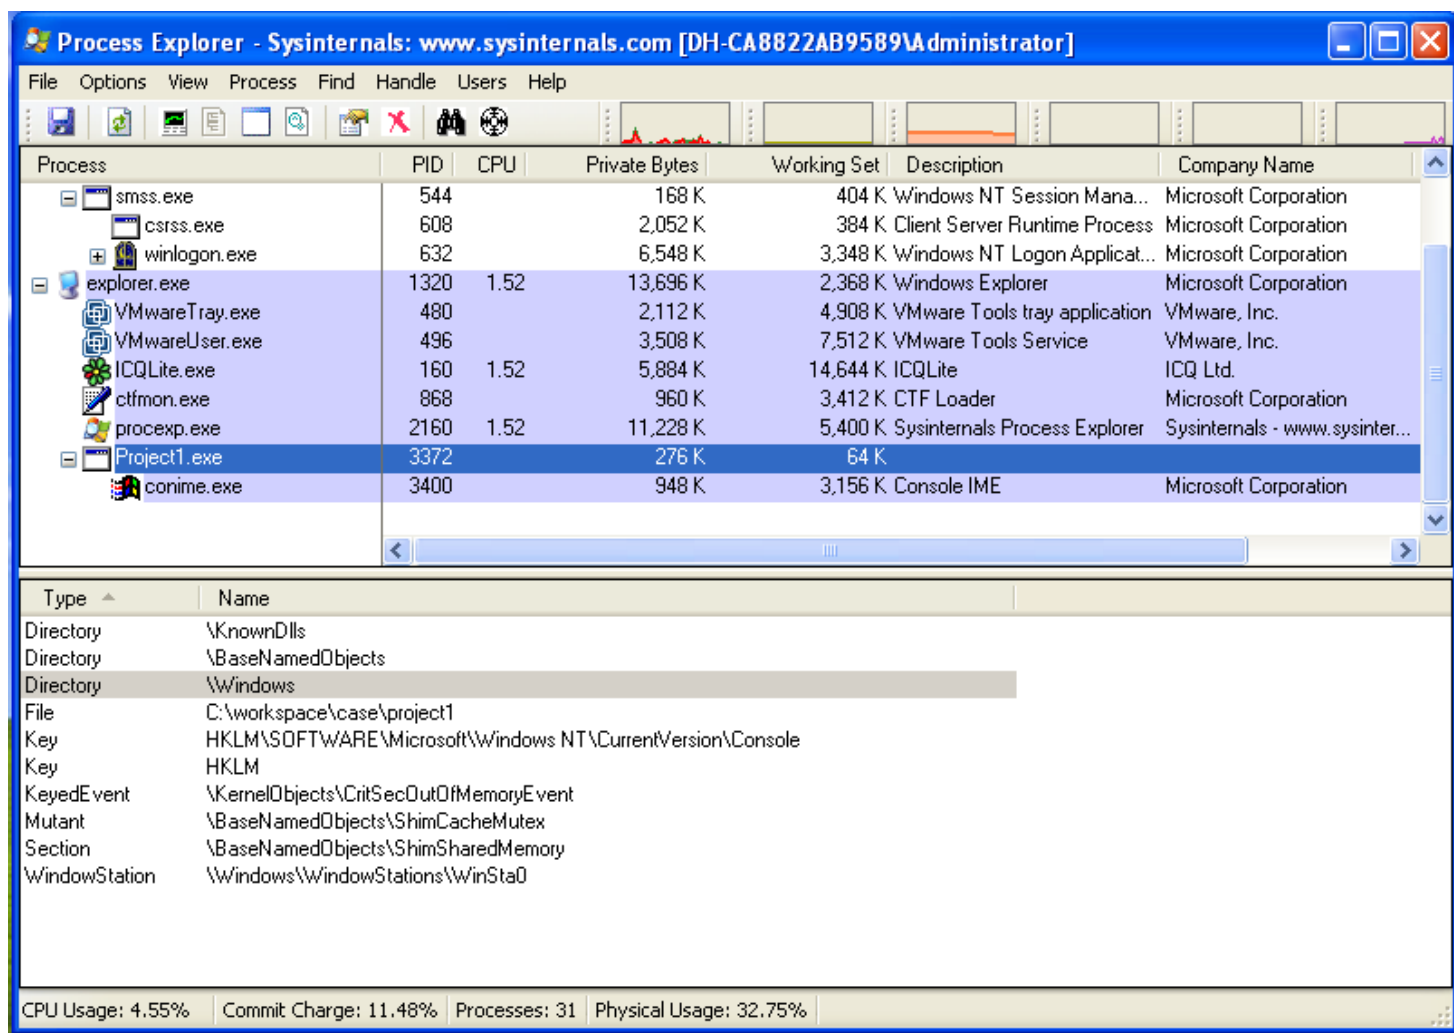 Process Explorer - Sysinternals: www.sysinternals.com [DH-CA8822AB9589\Administrator]
File Options View Process Find Handle Users Help
Process PID CPU Private Bytes Working Set Description Company Name
smss.exe 544 168 K 404 K Windows NT Session Mana... Microsoft Corporation
csrss.exe 608 2,052 K 384 K Client Server Runtime Process Microsoft Corporation
winlogon.exe 632 6,548 K 3,348 K Windows NT Logon Applicat... Microsoft Corporation
explorer.exe 1320 1.52 13,696 K 2,368 K Windows Explorer Microsoft Corporation
VMwareTray.exe 480 2,112 K 4,908 K VMware Tools tray application VMware, Inc.
VMwareUser.exe 496 3,508 K 7,512 K VMware Tools Service VMware, Inc.
ICQLite.exe 160 1.52 5,884 K 14,644 K ICQLite ICQ Ltd.
ctfmon.exe 868 960 K 3,412 K CTF Loader Microsoft Corporation
procexp.exe 2160 1.52 11,228 K 5,400 K Sysinternals Process Explorer Sysinternals - www.sysinter...
Project1.exe 3372 276 K 64 K
conime.exe 3400 948 K 3,156 K Console IME Microsoft Corporation
Type Name
Directory \KnownDlls
Directory \BaseNamedObjects
Directory \Windows
File C:\workspace\case\project1
Key HKLM\SOFTWARE\Microsoft\Windows NT\CurrentVersion\Console
Key HKLM
KeyedEvent \KernelObjects\CritSecOutOfMemoryEvent
Mutant \BaseNamedObjects\ShimCacheMutex
Section \BaseNamedObjects\ShimSharedMemory
WindowStation \Windows\WindowStations\WinSta0
CPU Usage: 4.55% Commit Charge: 11.48% Processes: 31 Physical Usage: 32.75%